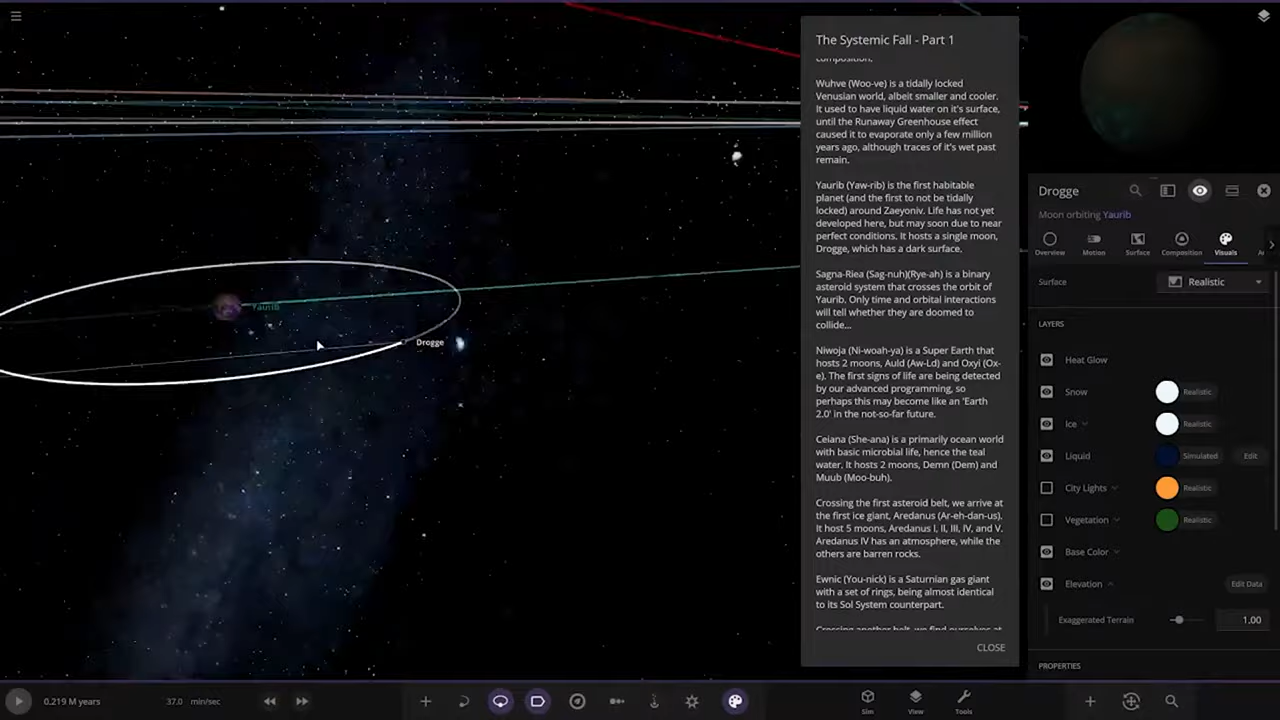 The Systemic Fall - Part 1
composition.
Wuhve (Woo-ve) is a tidally locked
Venusian world, albeit smaller and cooler.
It used to have liquid water on it's surface,
until the Runaway Greenhouse effect
caused it to evaporate only a few million
years ago, although traces of it's wet past
remain.
Yaurib (Yaw-rib) is the first habitable
planet (and the first to not be tidally
locked) around Zaeyoniv. Life has not yet
developed here, but may soon due to near
perfect conditions. It hosts a single moon,
Drogge, which has a dark surface.
Sagna-Riea (Sag-nuh)(Rye-ah) is a binary
asteroid system that crosses the orbit of
Yaurib. Only time and orbital interactions
will tell whether they are doomed to
collide...
Niwoja (Ni-woah-ya) is a Super Earth that
hosts 2 moons, Auld (Aw-Ld) and Oxyi (Ox-
e). The first signs of life are being detected
by our advanced programming, so
perhaps this may become like an 'Earth
2.0' in the not-so-far future.
Ceiana (She-ana) is a primarily ocean world
with basic microbial life, hence the teal
water. It hosts 2 moons, Demn (Dem) and
Muub (Moo-buh).
Crossing the first asteroid belt, we arrive at
the first ice giant, Aredanus (Ar-eh-dan-us).
It host 5 moons, Aredanus I, II, III, IV, and V.
Aredanus IV has an atmosphere, while the
others are barren rocks.
Ewnic (You-nick) is a Saturnian gas giant
with a set of rings, being almost identical
to its Sol System counterpart.
Crossing another belt, we find ourselves at
CLOSE
Yaurib
Drogge
Drogge
Moon orbiting Yaurib
Overview
Motion
Surface
Composition
Visuals
Surface
Realistic
LAYERS
Heat Glow
Snow
Realistic
Ice
Realistic
Liquid
Simulated
Edit
City Lights
Realistic
Vegetation
Realistic
Base Color
Elevation
Edit Data
Exaggerated Terrain
1.00
PROPERTIES
0.219 M years
37.0 min/sec
Sim
View
Tools